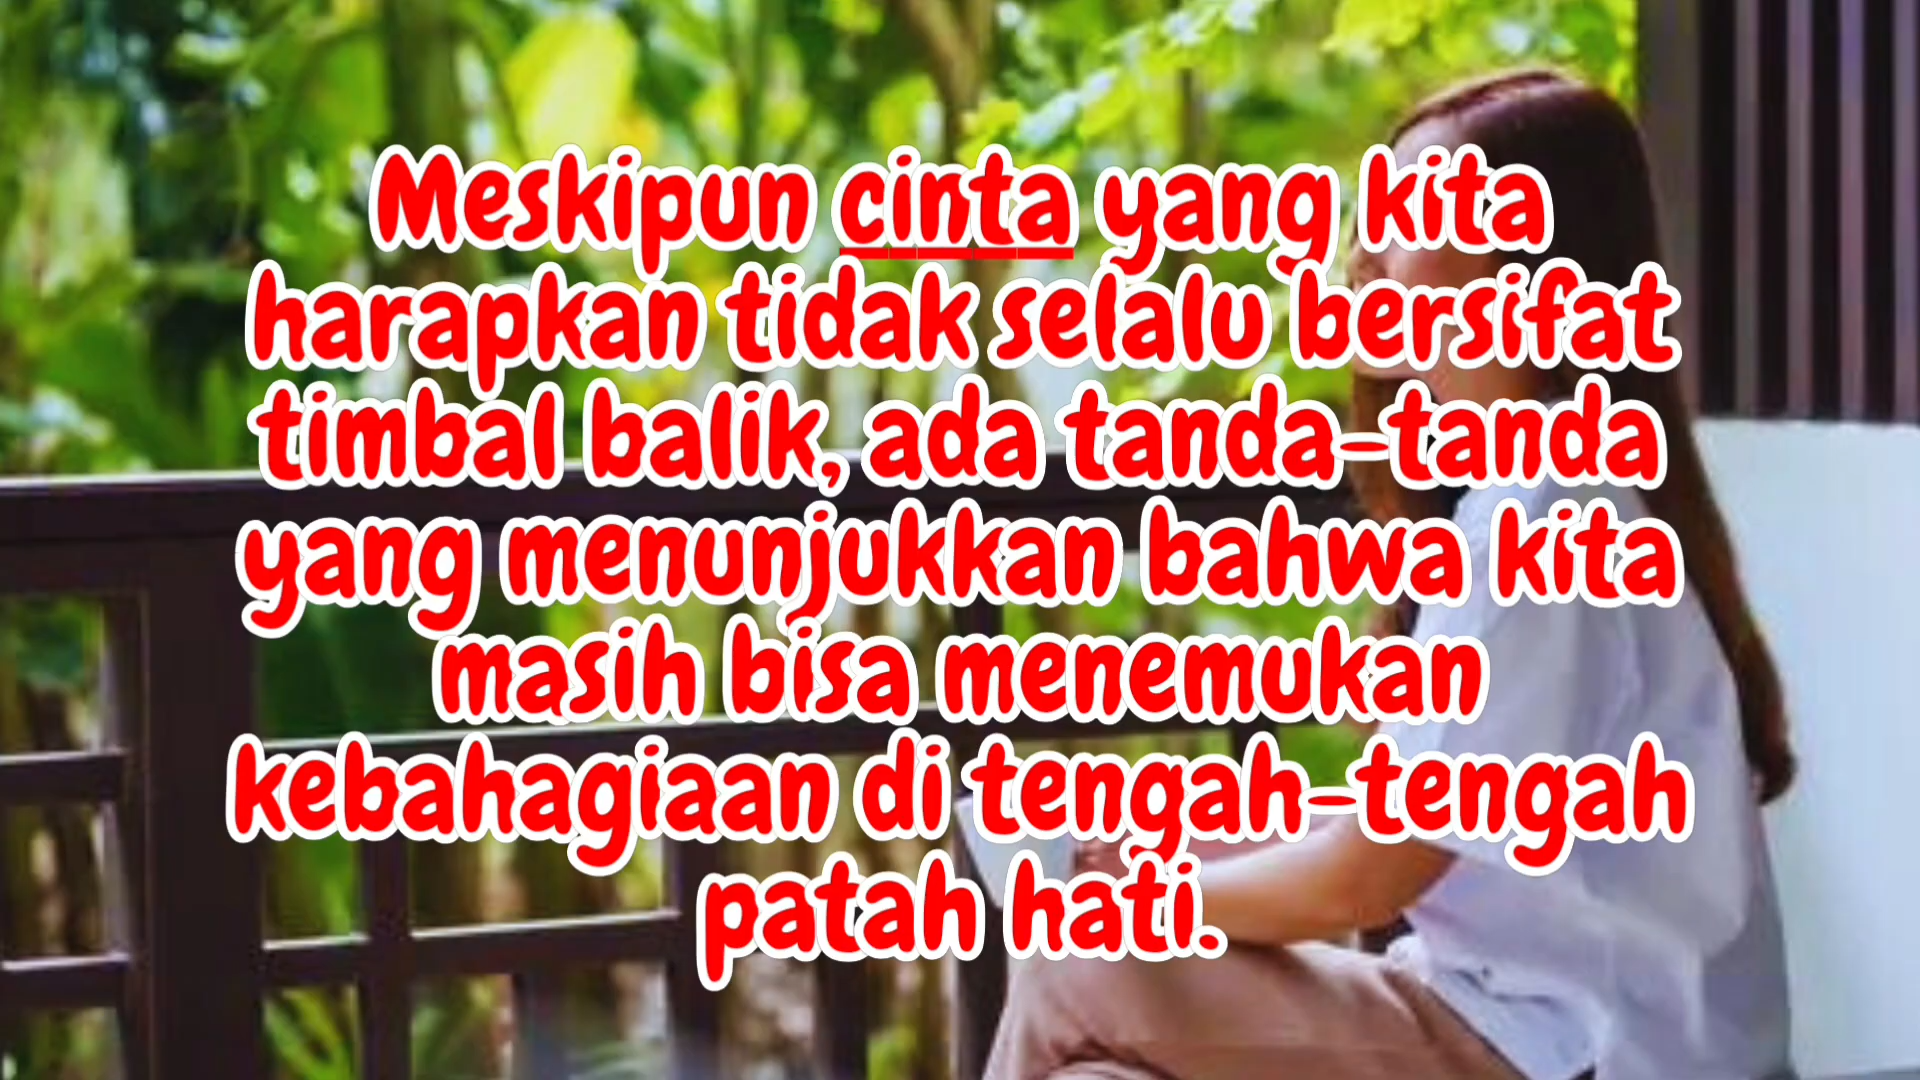 Meskipun cinta yang kita
harapkan tidak selalu bersifat
timbal balik, ada tanda-tanda
yang menunjukkan bahwa kita
masih bisa menemukan
kebahagiaan di tengah-tengah
patah hati.